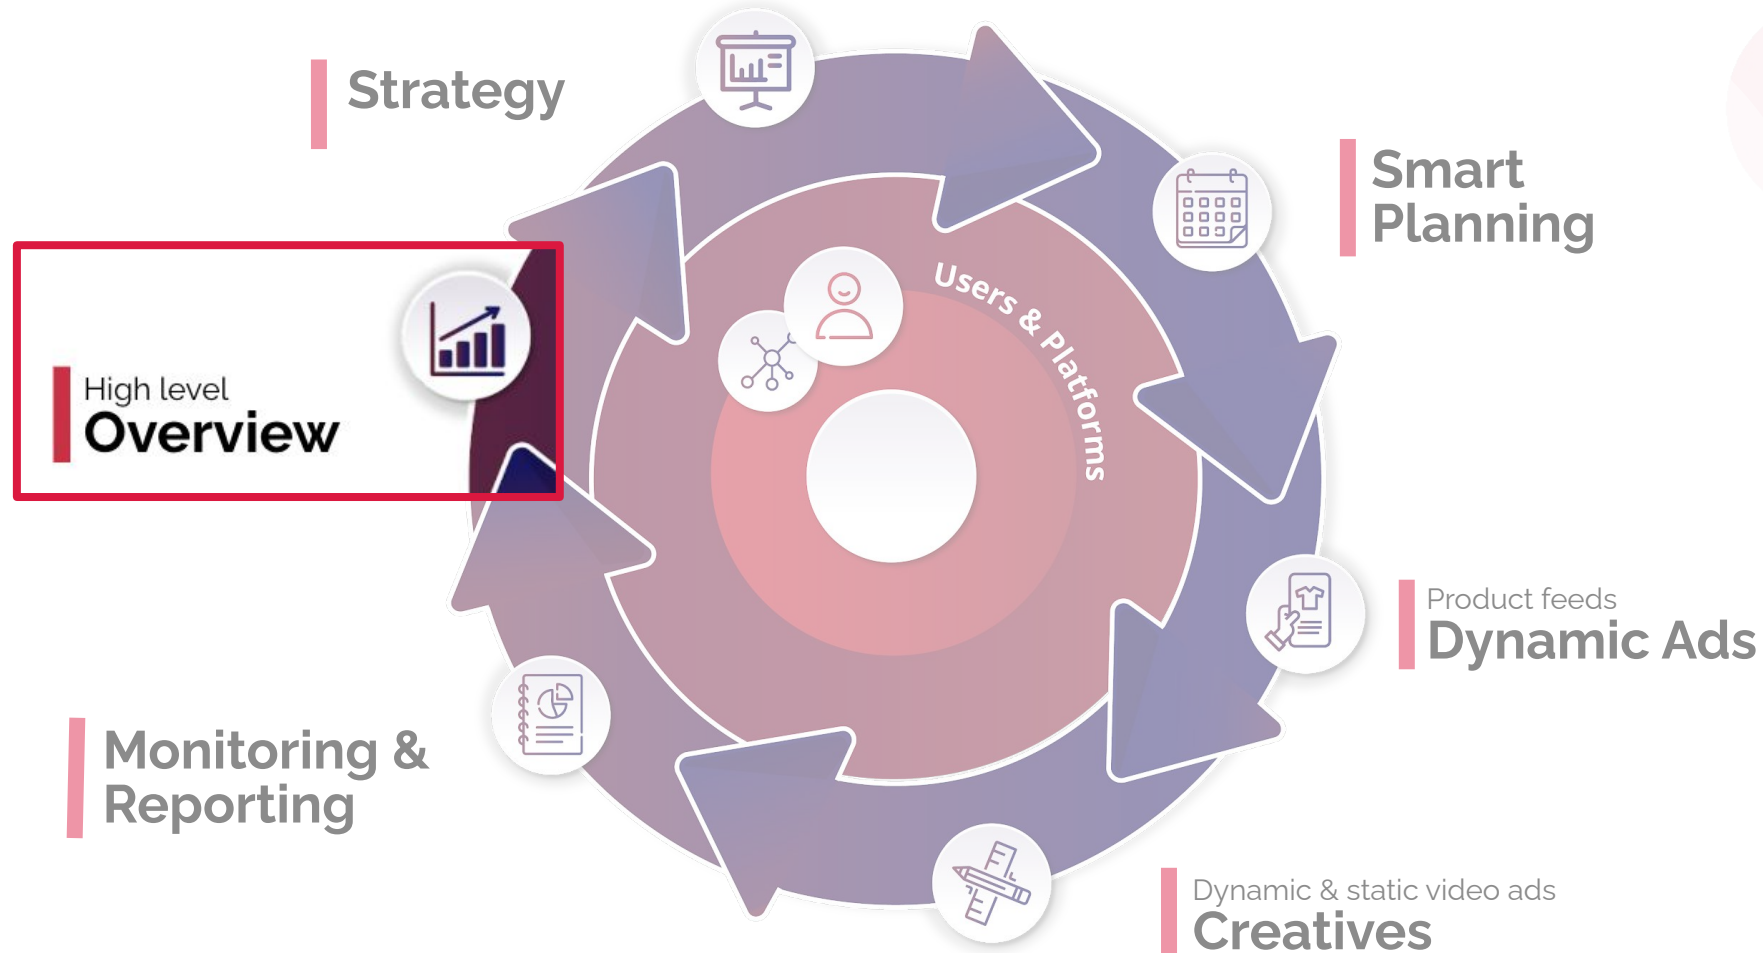 Strategy
Smart
Planning
Users & Platforms
High level
Overview
Product feeds
Dynamic Ads
Monitoring &
Reporting
Dynamic & static video ads
Creatives